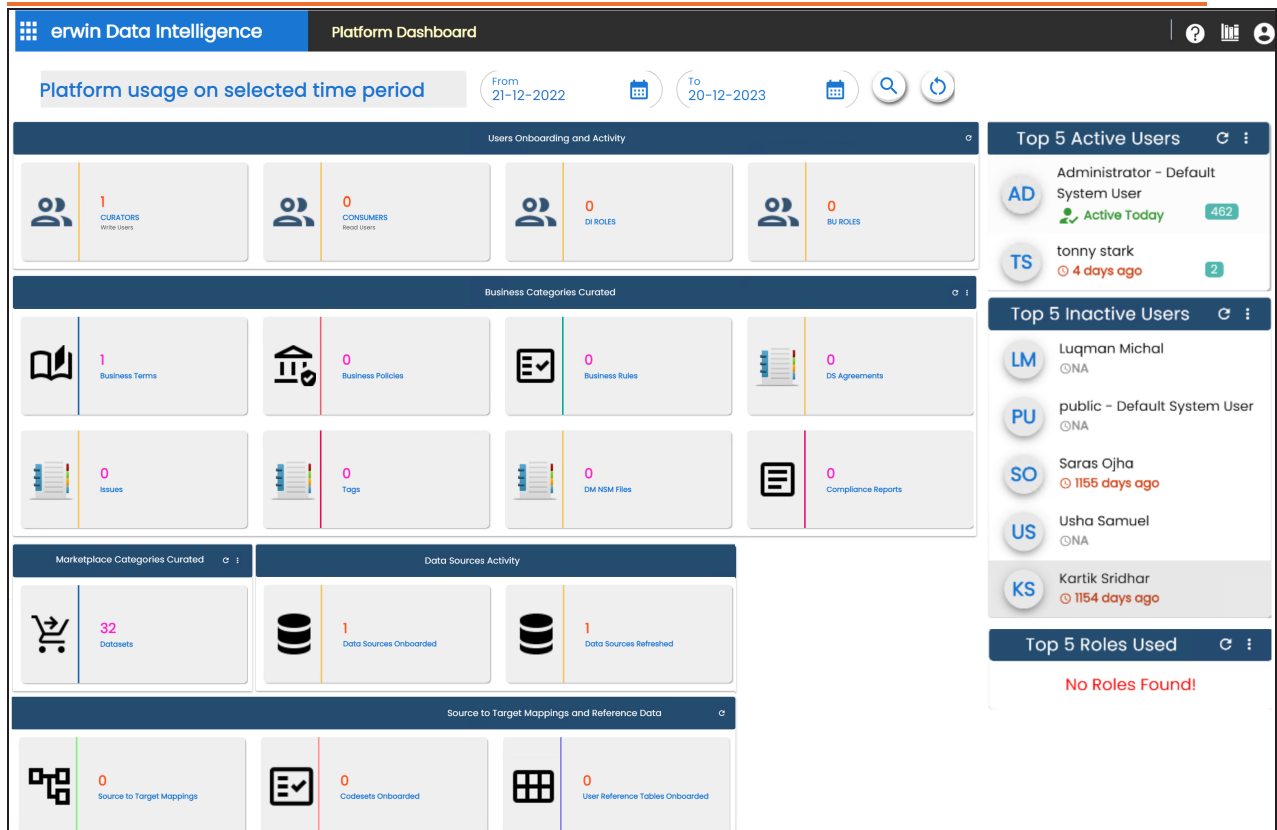 erwin Data Intelligence
Platform Dashboard
Platform usage on selected time period
From
21-12-2022
To
20-12-2023
Users Onboarding and Activity
1
CURATORS
Write Users
0
CONSUMERS
Read Users
0
DI ROLES
0
BU ROLES
Business Categories Curated
1
Business Terms
0
Business Policies
0
Business Rules
0
DS Agreements
0
Issues
0
Tags
0
DM NSM Files
0
Compliance Reports
Marketplace Categories Curated
32
Datasets
Data Sources Activity
1
Data Sources Onboarded
1
Data Sources Refreshed
Source to Target Mappings and Reference Data
0
Source to Target Mappings
0
Codesets Onboarded
0
User Reference Tables Onboarded
Top 5 Active Users
AD
Administrator - Default
System User
Active Today
462
TS
tonny stark
4 days ago
2
Top 5 Inactive Users
LM
Luqman Michal
NA
PU
public - Default System User
NA
SO
Saras Ojha
1155 days ago
US
Usha Samuel
NA
KS
Kartik Sridhar
1154 days ago
Top 5 Roles Used
No Roles Found!